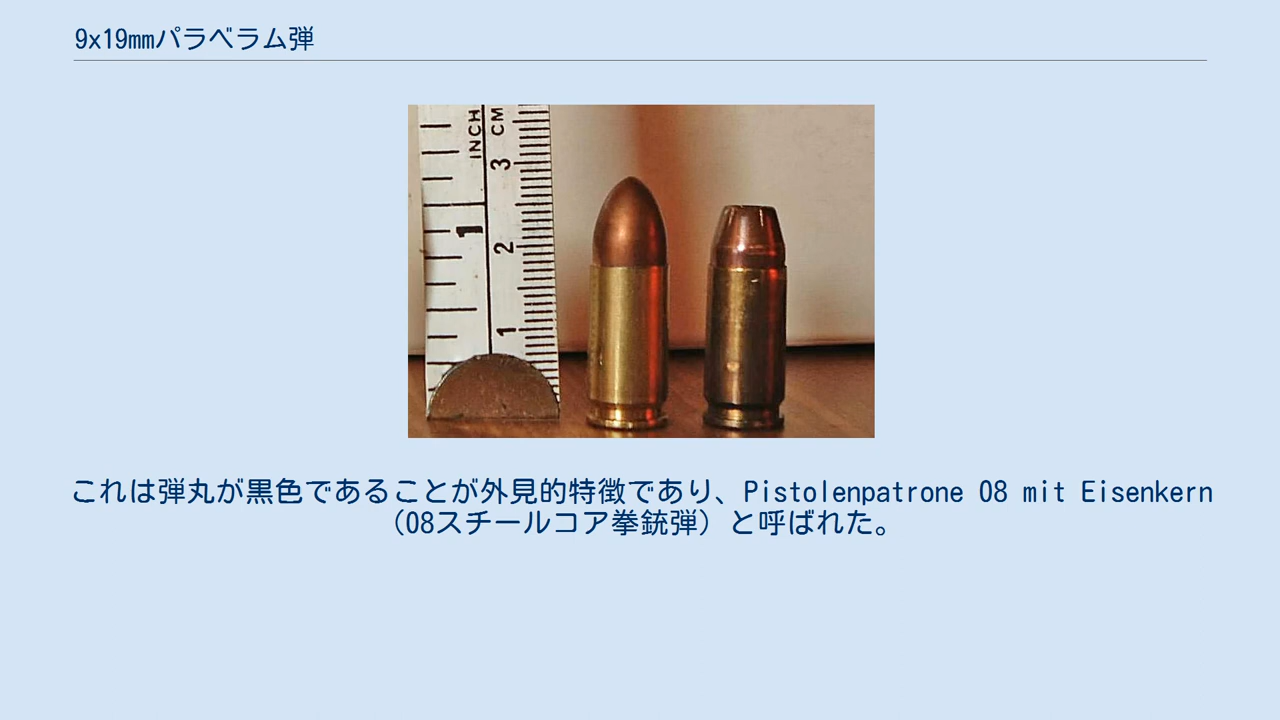 9x19mmパラベラム弾
INCH
CM
3
1
2
1
これは弾丸が黒色であることが外見的特徴であり、Pistolenpatrone 08 mit Eisenkern
（08スチールコア拳銃弾）と呼ばれた。